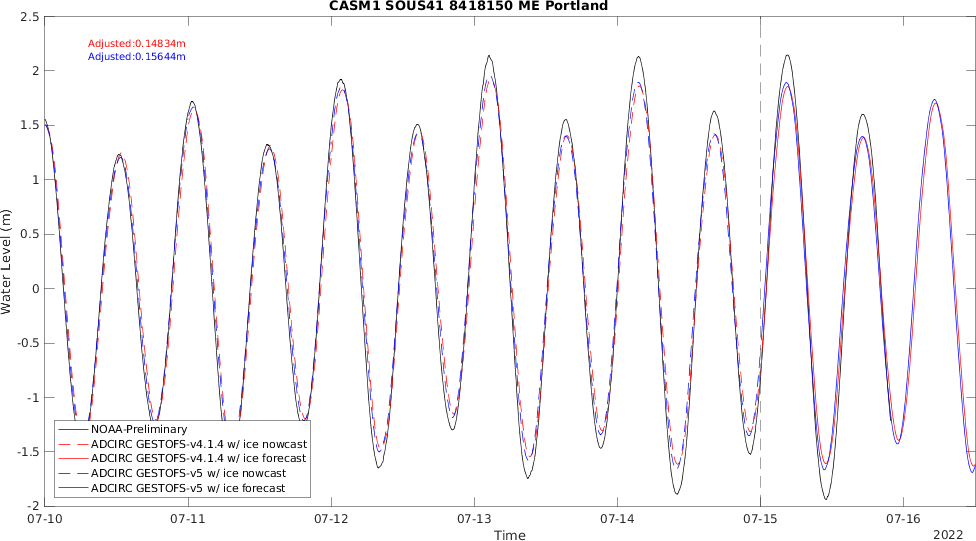 CASM1 SOUS41 8418150 ME Portland
2.5
Adjusted:0.14834m
Adjusted:0.15644m
2
1.5
1
0.5
0
-0.5
-1
-1.5
-2
Water Level (m)
NOAA-Preliminary
ADCIRC GESTOFS-v4.1.4 w/ ice nowcast
ADCIRC GESTOFS-v4.1.4 w/ ice forecast
ADCIRC GESTOFS-v5 w/ ice nowcast
ADCIRC GESTOFS-v5 w/ ice forecast
07-10 07-11 07-12 07-13 07-14 07-15 07-16
Time
2022